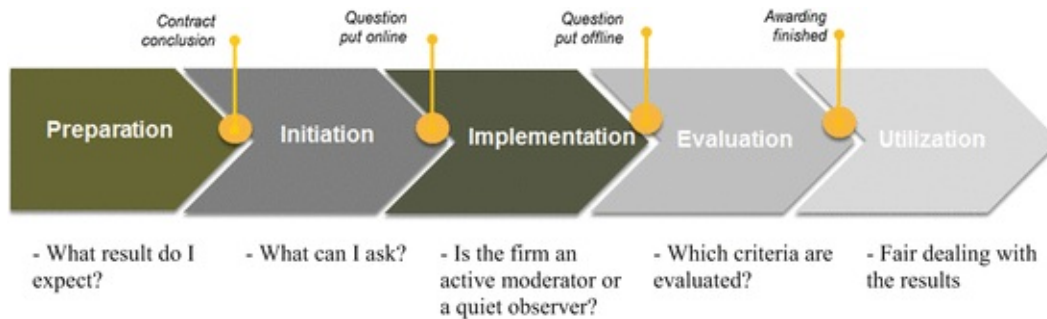 Contract
conclusion
Question
put online
Question
put offline
Awarding
finished
Preparation
Initiation
Implementation
Evaluation
Utilization
- What result do I
expect?
- What can I ask?
- Is the firm an
active moderator or
a quiet observer?
- Which criteria are
evaluated?
- Fair dealing with
the results